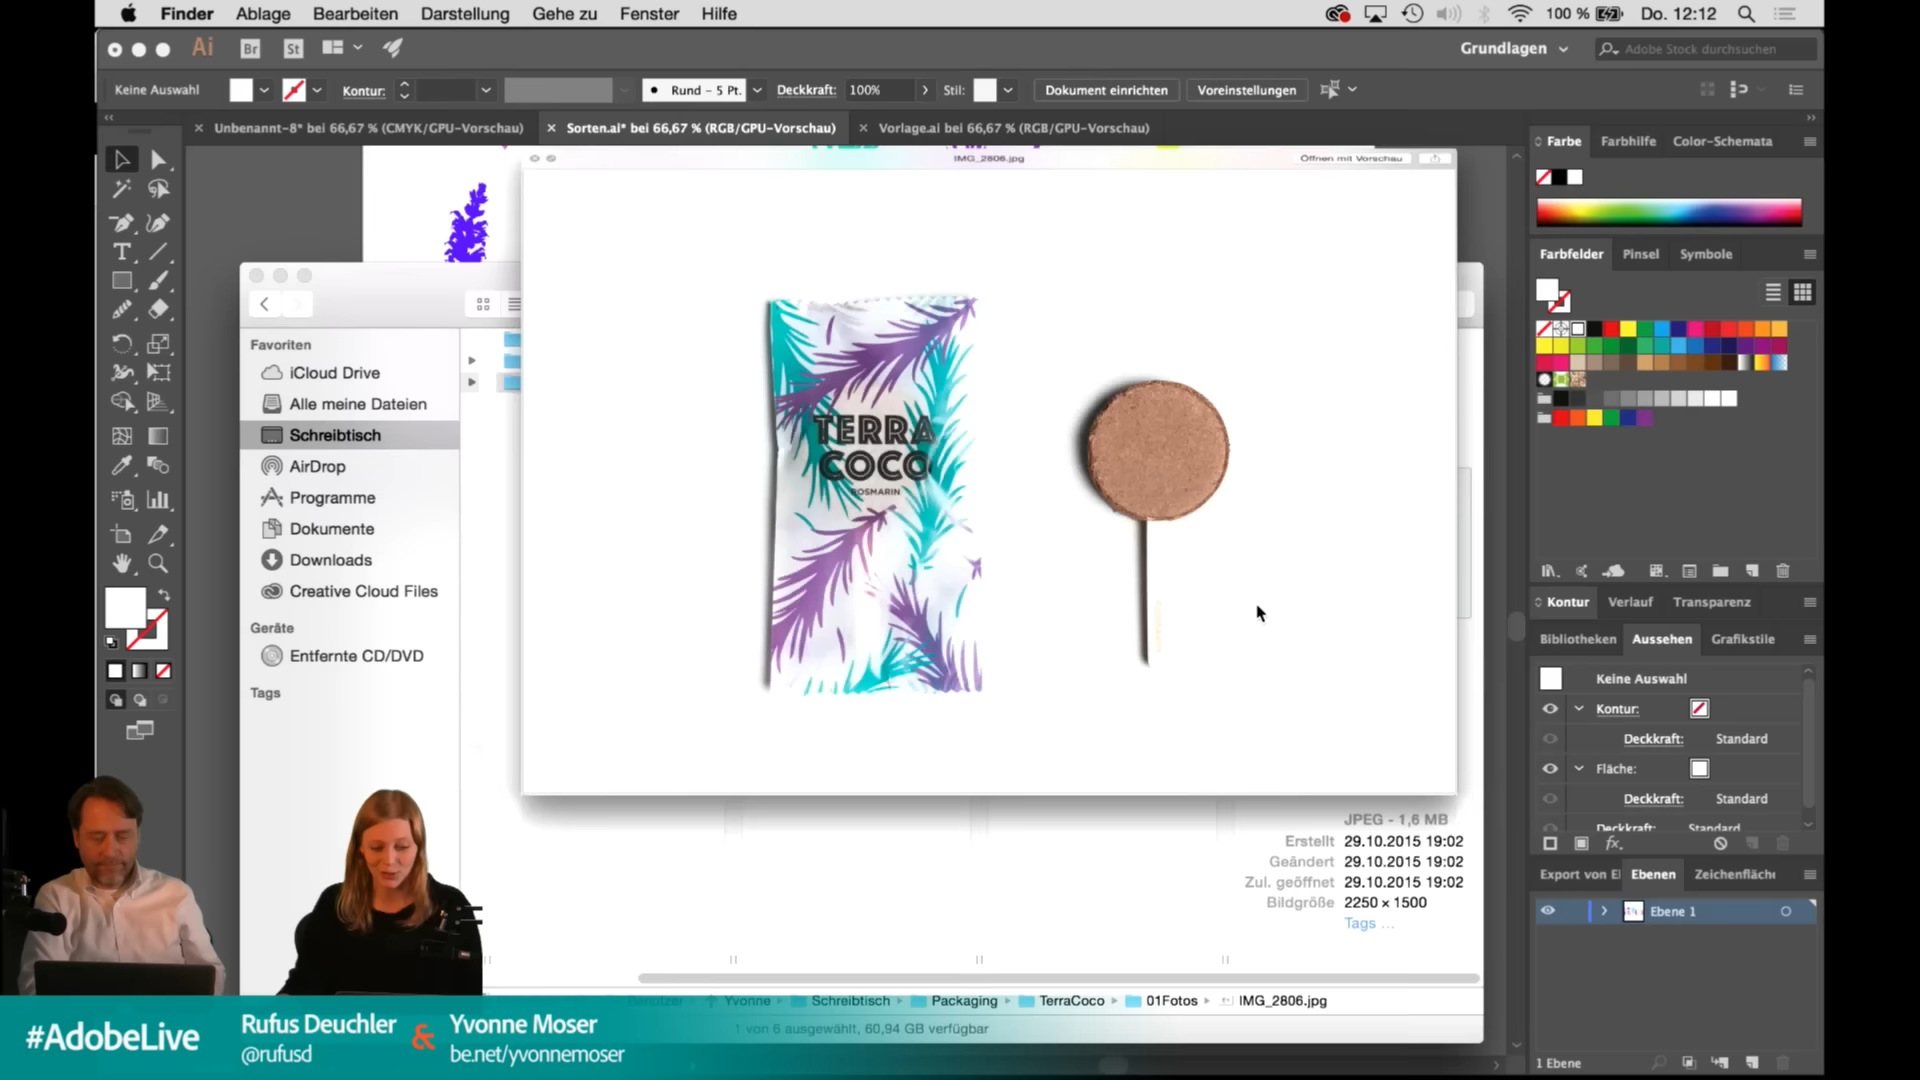 Finder Ablage Bearbeiten Darstellung Gehe zu Fenster Hilfe 100 % Do. 12:12
Ai Br St Grundlagen Adobe Stock durchsuchen
Keine Auswahl Kontur: Rund - 5 Pt. Deckkraft: 100% Stil: Dokument einrichten Voreinstellungen
Unbenannt-8* bei 66,67 % (CMYK/GPU-Vorschau) Sorten.ai* bei 66,67 % (RGB/GPU-Vorschau) Vorlage.ai bei 66,67 % (RGB/GPU-Vorschau)
IMG_2806.jpg Öffnen mit Vorschau
Farbe Farbhilfe Color-Schemata
Farbfelder Pinsel Symbole
Favoriten
iCloud Drive
Alle meine Dateien
Schreibtisch
AirDrop
Programme
Dokumente
Downloads
Creative Cloud Files
Geräte
Entfernte CD/DVD
Tags
TERRA
COCO
ROSMARIN
Kontur Verlauf Transparenz
Bibliotheken Aussehen Grafikstile
Keine Auswahl
Kontur:
Deckkraft: Standard
Fläche:
Deckkraft: Standard
Deckkraft: Standard
fx.
Export von El Ebenen Zeichenfläche
Ebene 1
1 Ebene
JPEG - 1,6 MB
Erstellt 29.10.2015 19:02
Geändert 29.10.2015 19:02
Zul. geöffnet 29.10.2015 19:02
Bildgröße 2250 × 1500
Tags ...
Benutzer Yvonne Schreibtisch Packaging TerraCoco 01Fotos IMG_2806.jpg
1 von 6 ausgewählt, 60,94 GB verfügbar
#AdobeLive
Rufus Deuchler
@rufusd
&
Yvonne Moser
be.net/yvonnemoser